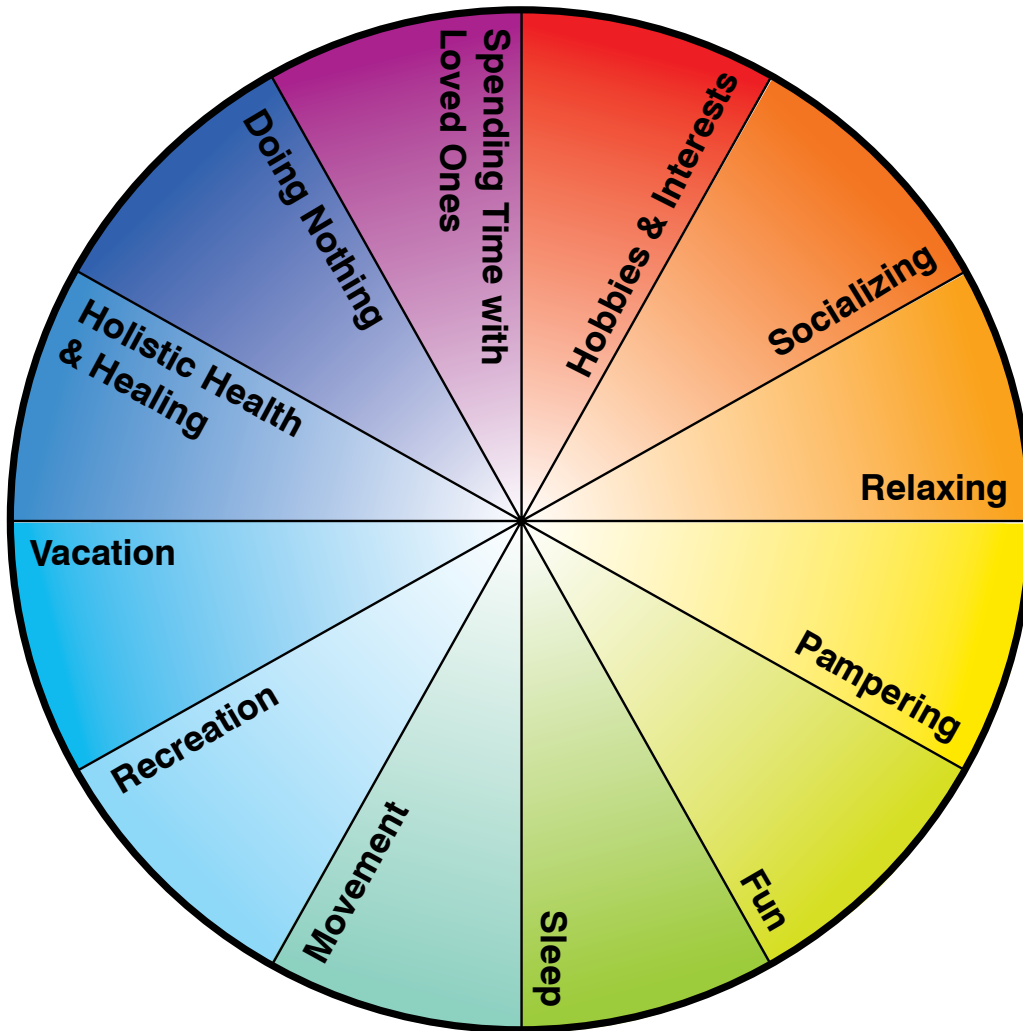 Hobbies & Interests
Socializing
Relaxing
Pampering
Fun
Sleep
Movement
Recreation
Vacation
Holistic Health
& Healing
Doing Nothing
Spending Time with
Loved Ones